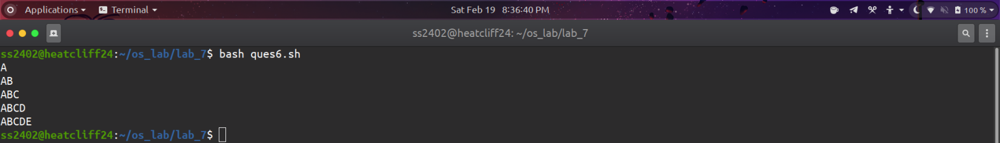 Applications Terminal Sat Feb 19 8:36:40 PM 100 %
ss2402@heatcliff24: ~/os_lab/lab_7
ss2402@heatcliff24:~/os_lab/lab_7$ bash ques6.sh
A
AB
ABC
ABCD
ABCDE
ss2402@heatcliff24:~/os_lab/lab_7$